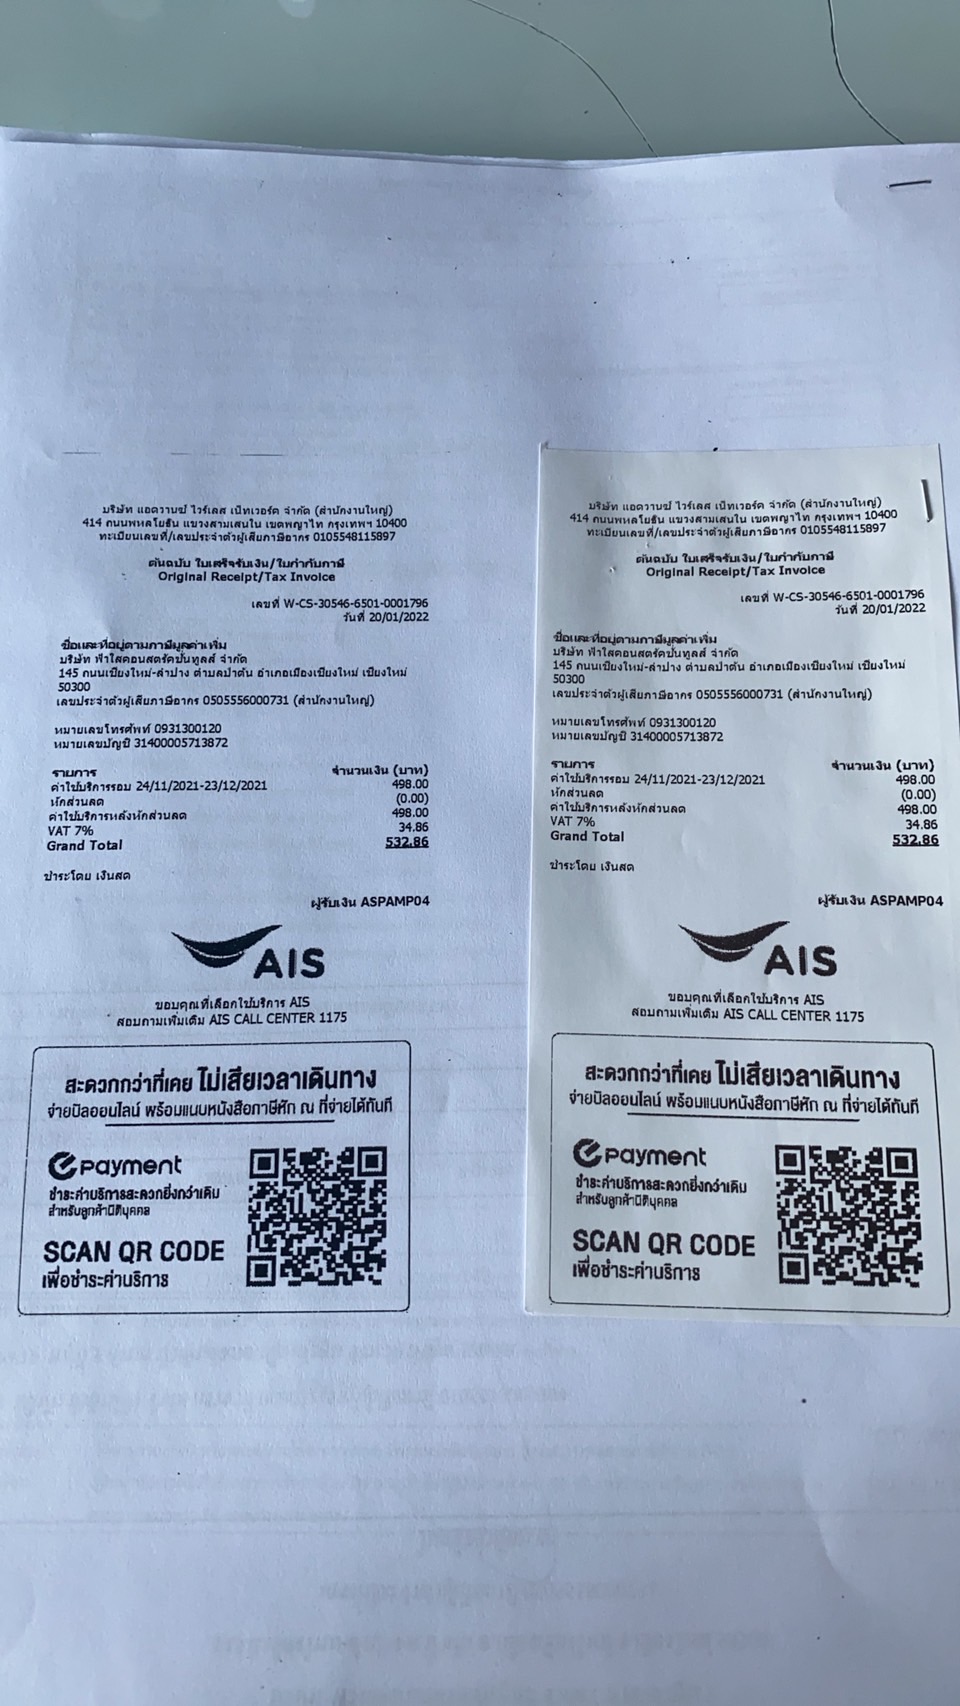 บริษัท แอดวานซ์ ไวร์เลส เน็ทเวอร์ค จำกัด (สำนักงานใหญ่)
414 ถนนพหลโยธิน แขวงสามเสนใน เขตพญาไท กรุงเทพฯ 10400
ทะเบียนเลขที่/เลขประจำตัวผู้เสียภาษีอากร 0105548115897
ต้นฉบับ ใบเสร็จรับเงิน/ใบกำกับภาษี
Original Receipt/Tax Invoice
เลขที่ W-CS-30546-6501-0001796
วันที่ 20/01/2022
ชื่อและที่อยู่ตามภาษีมูลค่าเพิ่ม
บริษัท ฟ้าใสคอนสตรัคชั่นทูลส์ จำกัด
145 ถนนเชียงใหม่-ลำปาง ตำบลป่าตัน อำเภอเมืองเชียงใหม่ เชียงใหม่
50300
เลขประจำตัวผู้เสียภาษีอากร 0505556000731 (สำนักงานใหญ่)
หมายเลขโทรศัพท์ 0931300120
หมายเลขบัญชี 31400005713872
รายการ จำนวนเงิน (บาท)
ค่าใช้บริการรอบ 24/11/2021-23/12/2021 498.00
หักส่วนลด (0.00)
ค่าใช้บริการหลังหักส่วนลด 498.00
VAT 7% 34.86
Grand Total 532.86
ชำระโดย เงินสด
ผู้รับเงิน ASPAMP04
AIS
ขอบคุณที่เลือกใช้บริการ AIS
สอบถามเพิ่มเติม AIS CALL CENTER 1175
สะดวกกว่าที่เคย ไม่เสียเวลาเดินทาง
จ่ายบิลออนไลน์ พร้อมแนบหนังสือภาษีหัก ณ ที่จ่ายได้ทันที
ePayment
ชำระค่าบริการสะดวกยิ่งกว่าเดิม
สำหรับลูกค้านิติบุคคล
SCAN QR CODE
เพื่อชำระค่าบริการ
บริษัท แอดวานซ์ ไวร์เลส เน็ทเวอร์ค จำกัด (สำนักงานใหญ่)
414 ถนนพหลโยธิน แขวงสามเสนใน เขตพญาไท กรุงเทพฯ 10400
ทะเบียนเลขที่/เลขประจำตัวผู้เสียภาษีอากร 0105548115897
ต้นฉบับ ใบเสร็จรับเงิน/ใบกำกับภาษี
Original Receipt/Tax Invoice
เลขที่ W-CS-30546-6501-0001796
วันที่ 20/01/2022
ชื่อและที่อยู่ตามภาษีมูลค่าเพิ่ม
บริษัท ฟ้าใสคอนสตรัคชั่นทูลส์ จำกัด
145 ถนนเชียงใหม่-ลำปาง ตำบลป่าตัน อำเภอเมืองเชียงใหม่ เชียงใหม่
50300
เลขประจำตัวผู้เสียภาษีอากร 0505556000731 (สำนักงานใหญ่)
หมายเลขโทรศัพท์ 0931300120
หมายเลขบัญชี 31400005713872
รายการ จำนวนเงิน (บาท)
ค่าใช้บริการรอบ 24/11/2021-23/12/2021 498.00
หักส่วนลด (0.00)
ค่าใช้บริการหลังหักส่วนลด 498.00
VAT 7% 34.86
Grand Total 532.86
ชำระโดย เงินสด
ผู้รับเงิน ASPAMP04
AIS
ขอบคุณที่เลือกใช้บริการ AIS
สอบถามเพิ่มเติม AIS CALL CENTER 1175
สะดวกกว่าที่เคย ไม่เสียเวลาเดินทาง
จ่ายบิลออนไลน์ พร้อมแนบหนังสือภาษีหัก ณ ที่จ่ายได้ทันที
ePayment
ชำระค่าบริการสะดวกยิ่งกว่าเดิม
สำหรับลูกค้านิติบุคคล
SCAN QR CODE
เพื่อชำระค่าบริการ